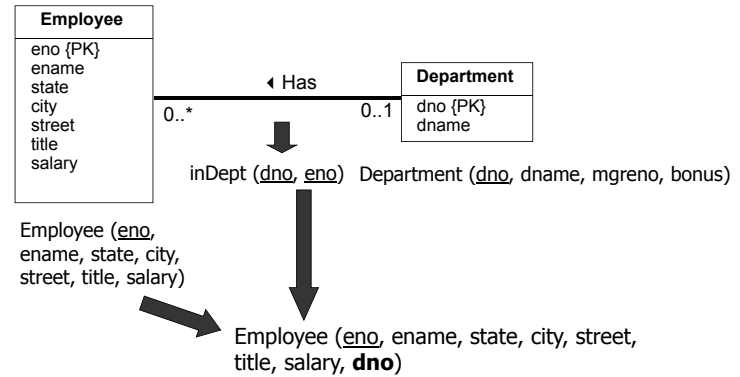 Employee
eno {PK}
ename
state
city
street
title
salary
◂ Has
0..*
0..1
Department
dno {PK}
dname
inDept (dno, eno)
Department (dno, dname, mgreno, bonus)
Employee (eno,
ename, state, city,
street, title, salary)
Employee (eno, ename, state, city, street,
title, salary, dno)